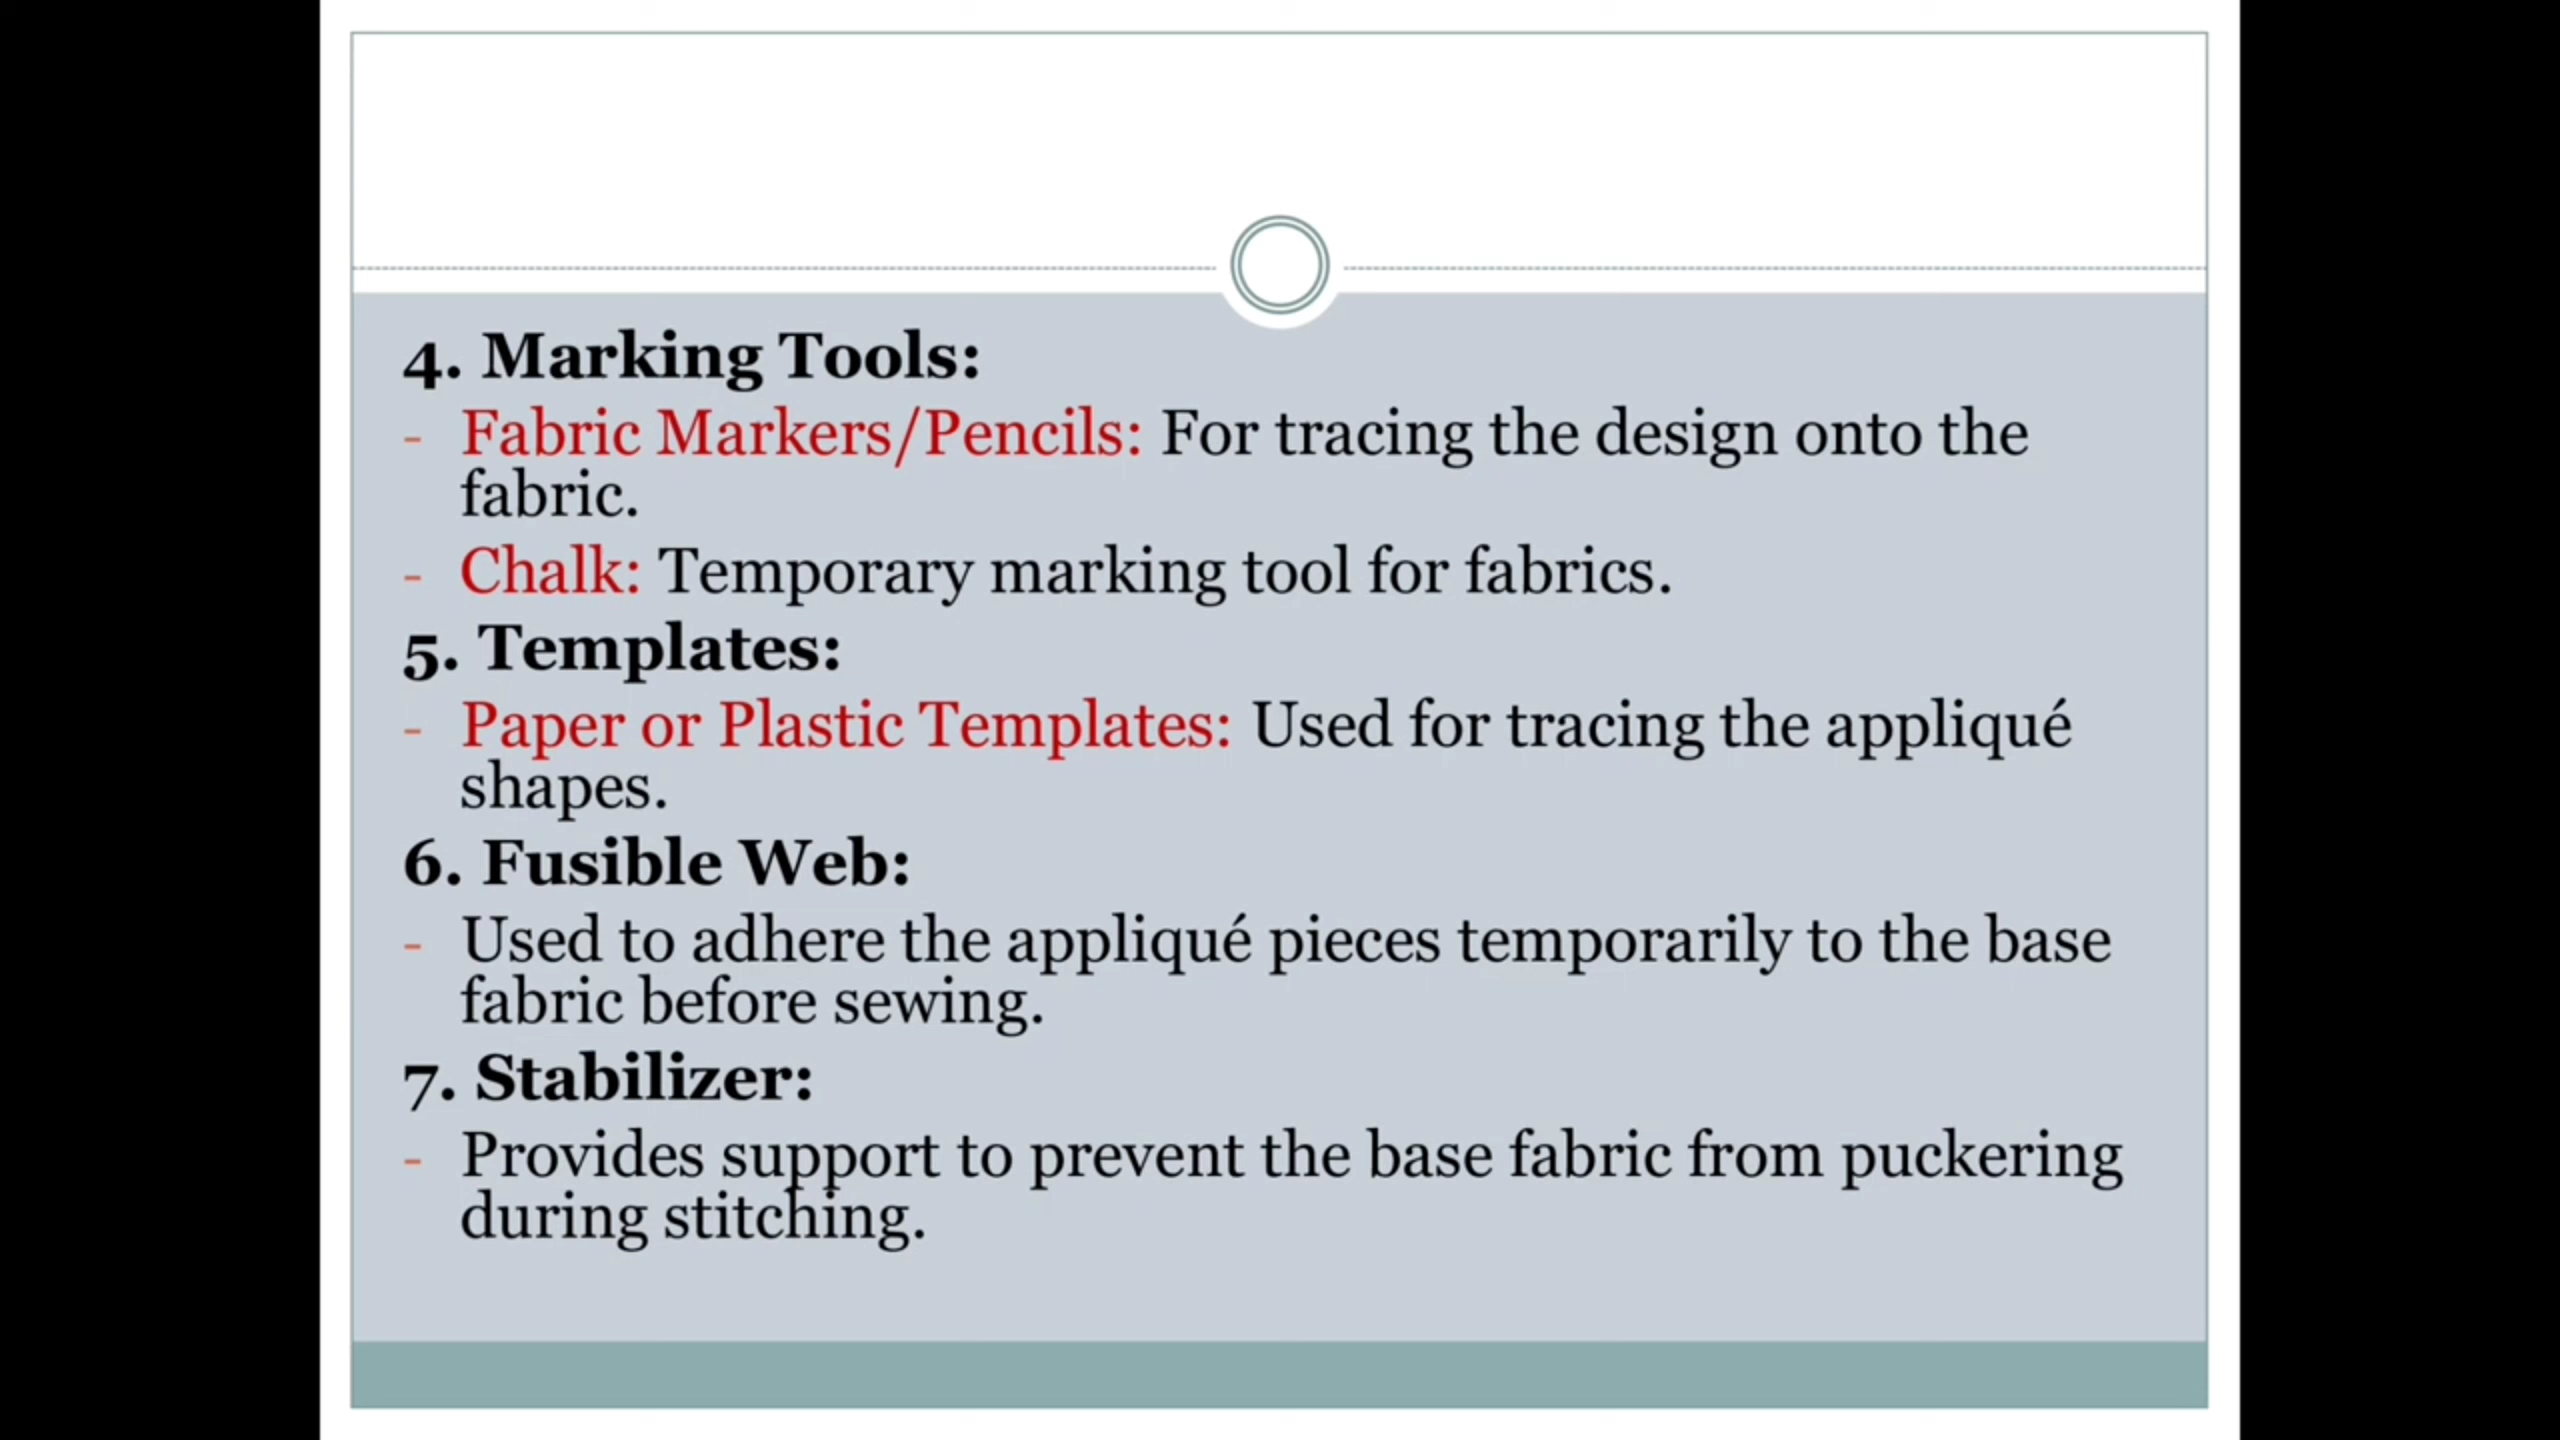 4. Marking Tools:
- Fabric Markers/Pencils: For tracing the design onto the
fabric.
- Chalk: Temporary marking tool for fabrics.
5. Templates:
- Paper or Plastic Templates: Used for tracing the appliqué
shapes.
6. Fusible Web:
- Used to adhere the appliqué pieces temporarily to the base
fabric before sewing.
7. Stabilizer:
- Provides support to prevent the base fabric from puckering
during stitching.